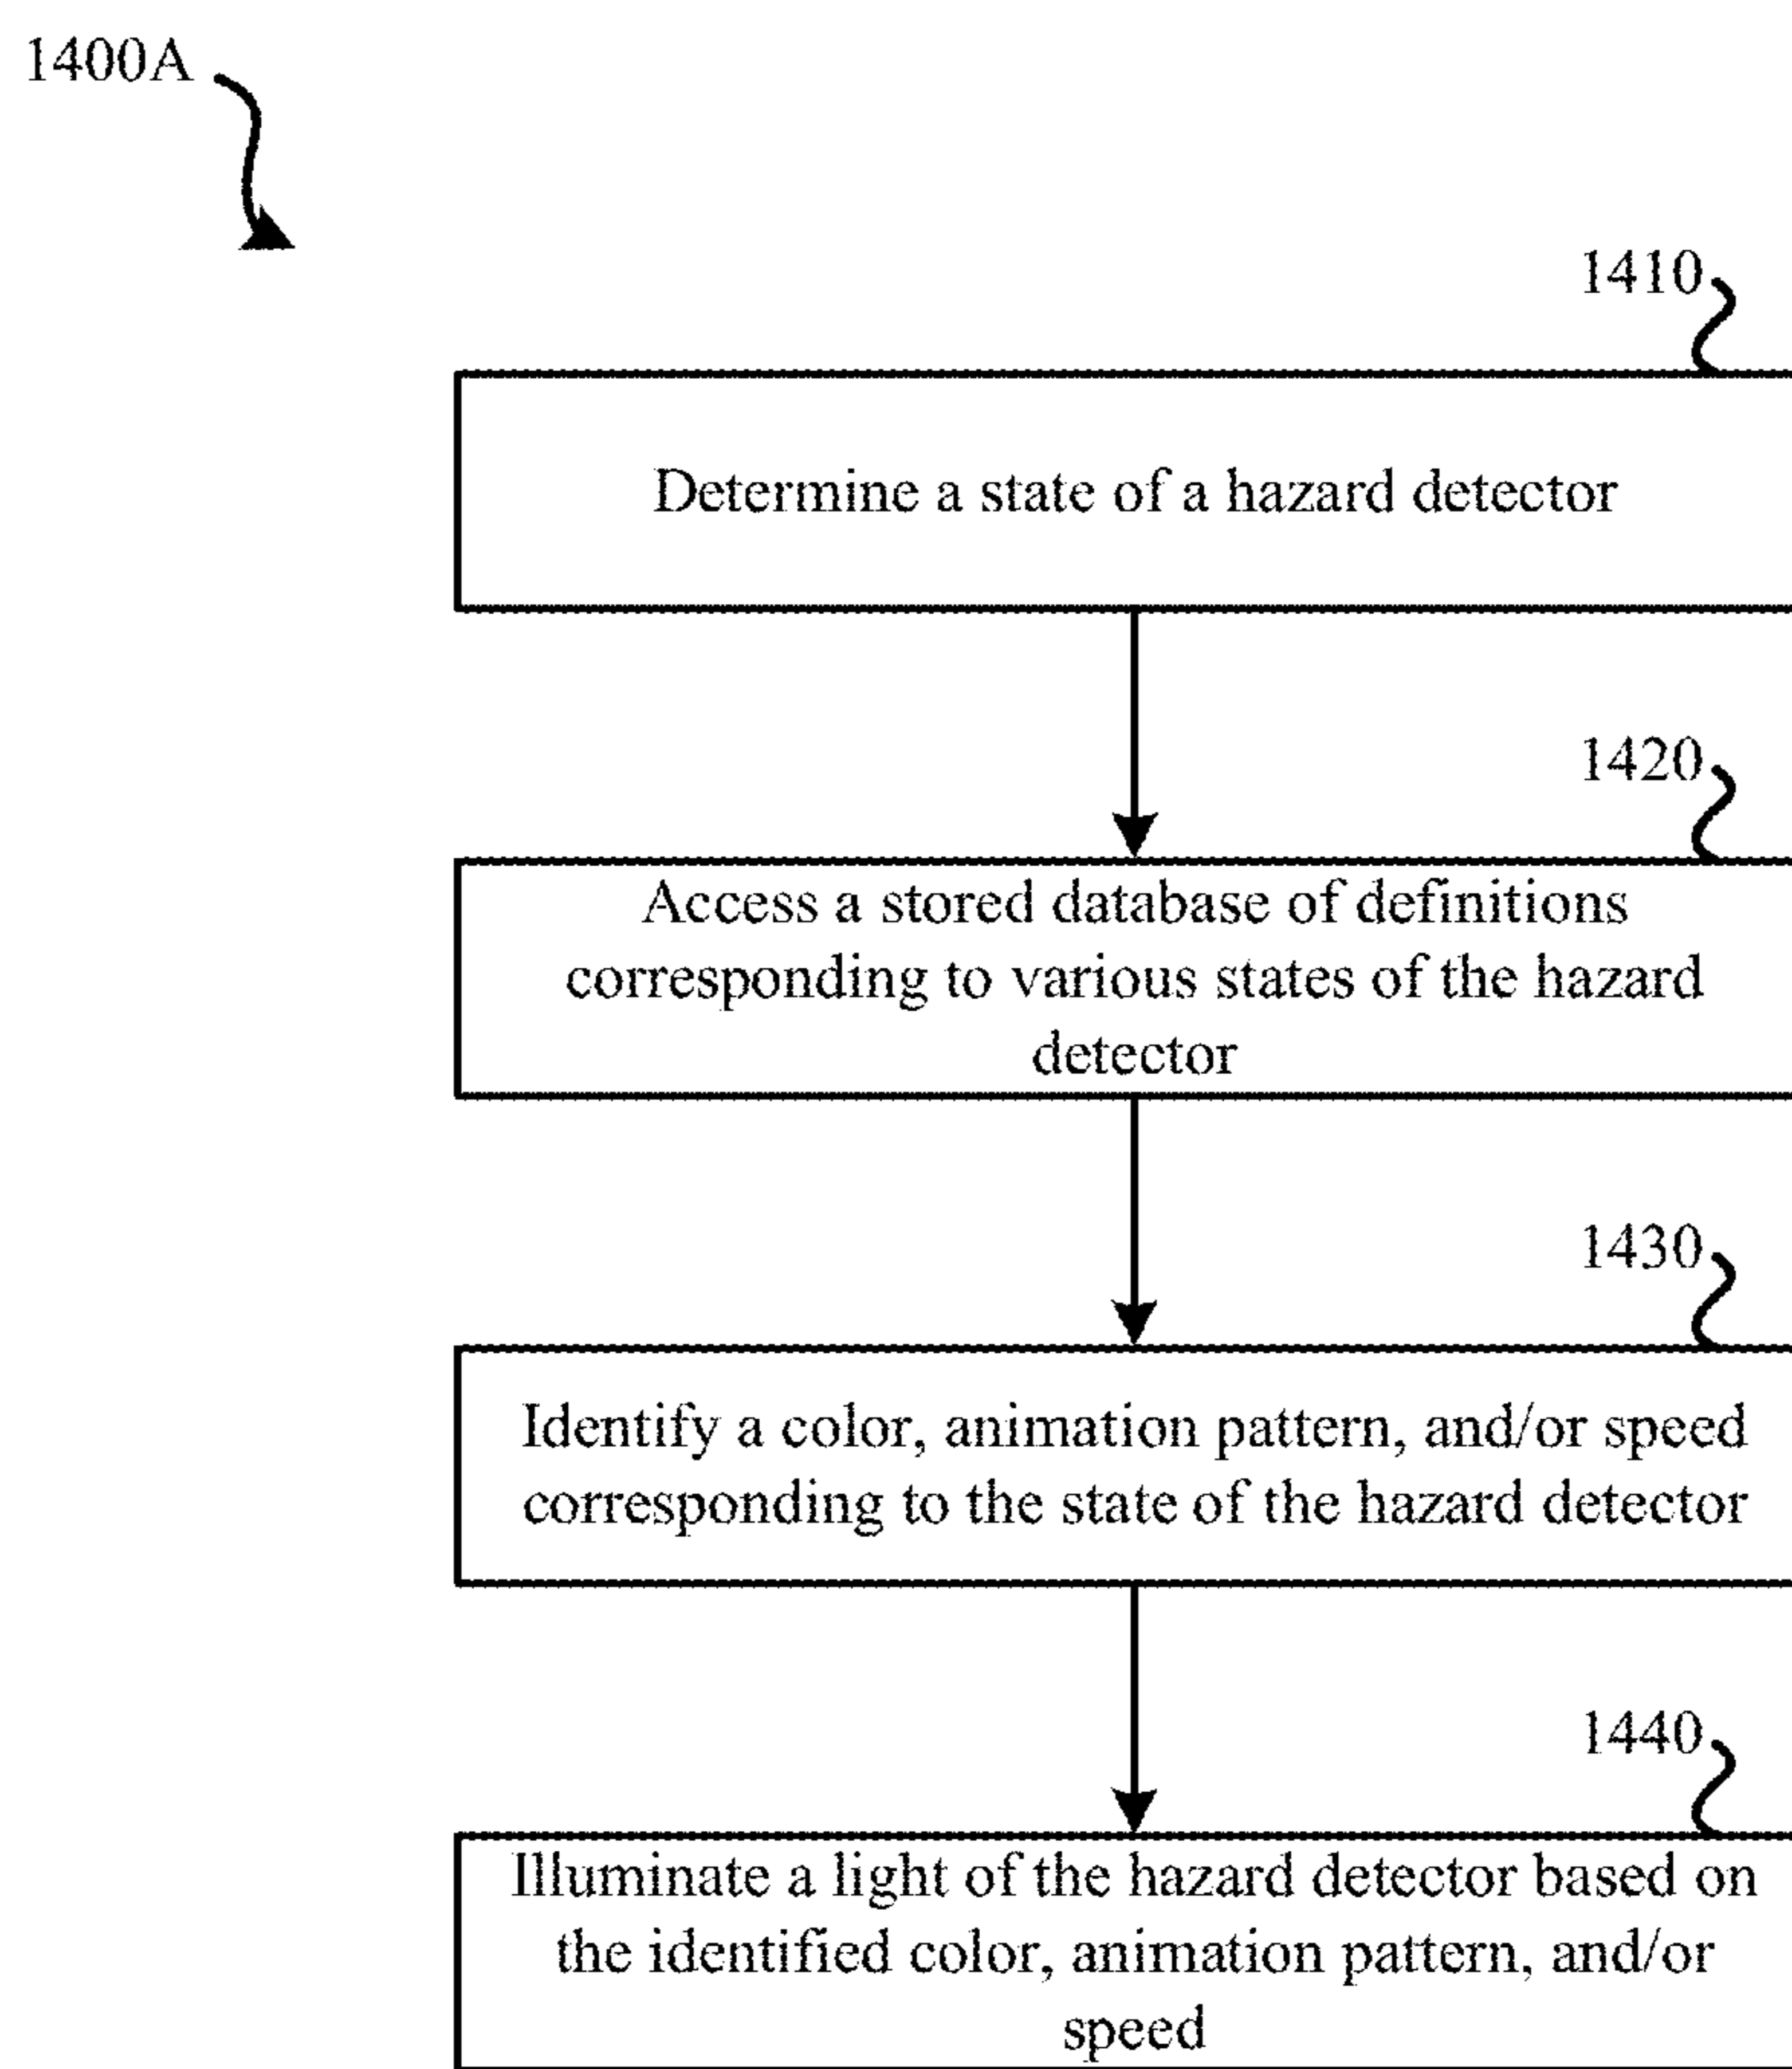 1400A
1410
Determine a state of a hazard detector
1420
Access a stored database of definitions
corresponding to various states of the hazard
detector
1430
Identify a color, animation pattern, and/or speed
corresponding to the state of the hazard detector
1440
Illuminate a light of the hazard detector based on
the identified color, animation pattern, and/or
speed